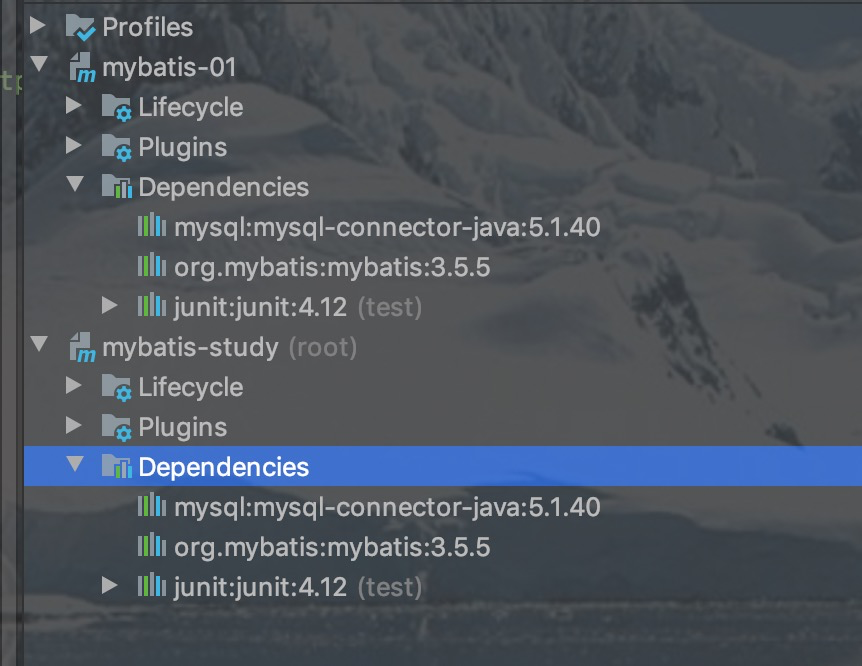 Profiles
mybatis-01
Lifecycle
Plugins
Dependencies
mysql:mysql-connector-java:5.1.40
org.mybatis:mybatis:3.5.5
junit:junit:4.12 (test)
mybatis-study (root)
Lifecycle
Plugins
Dependencies
mysql:mysql-connector-java:5.1.40
org.mybatis:mybatis:3.5.5
junit:junit:4.12 (test)